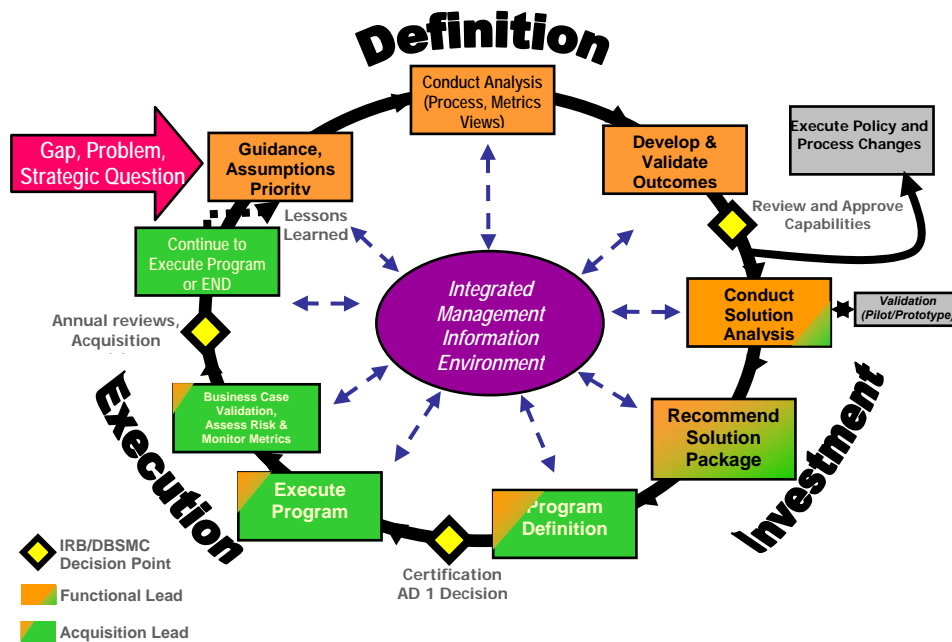 Definition
Conduct Analysis
(Process, Metrics
Views)
Gap, Problem,
Strategic Question
Guidance,
Assumptions
Priority
Develop &
Validate
Outcomes
Execute Policy and
Process Changes
Review and Approve
Capabilities
Lessons
Learned
Continue to
Execute Program
or END
Integrated
Management
Information
Environment
Conduct
Solution
Analysis
Validation
(Pilot/Prototype)
Annual reviews,
Acquisition
Business Case
Validation,
Assess Risk &
Monitor Metrics
Recommend
Solution
Package
Execution
Investment
Execute
Program
Program
Definition
Certification
AD 1 Decision
IRB/DBSMC
Decision Point
Functional Lead
Acquisition Lead